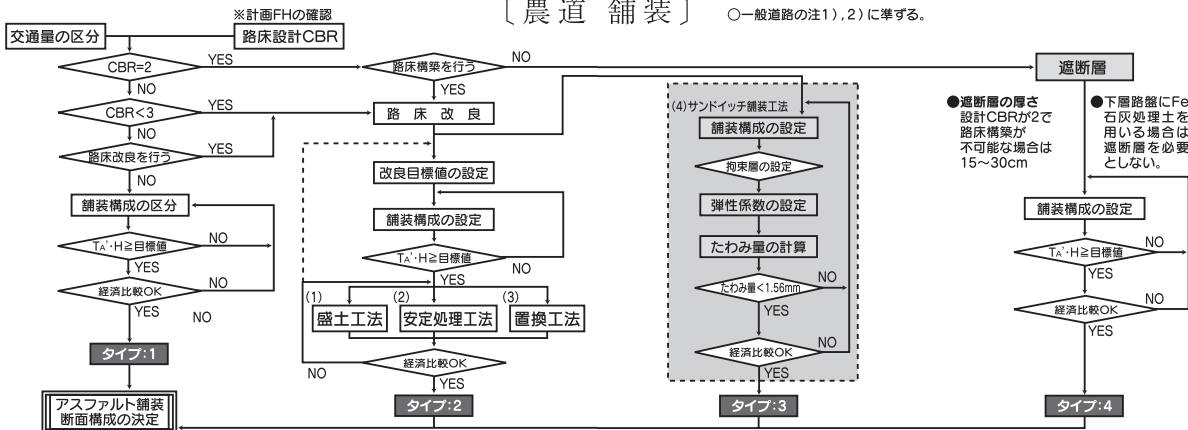 〔農道 舗装〕
○一般道路の注1),2)に準ずる。
※計画FHの確認
交通量の区分
路床設計CBR
CBR=2
YES
NO
CBR<3
YES
NO
路床改良を行う
YES
NO
舗装構成の区分
TA'・H≧目標値
NO
YES
経済比較OK
NO
YES
NO
タイプ:1
アスファルト舗装
断面構成の決定
路床構築を行う
NO
YES
路床改良
改良目標値の設定
舗装構成の設定
TA'・H≧目標値
NO
YES
(1)
盛土工法
(2)
安定処理工法
(3)
置換工法
経済比較OK
NO
YES
タイプ:2
(4)サンドイッチ舗装工法
舗装構成の設定
拘束層の設定
弾性係数の設定
たわみ量の計算
たわみ量<1.56mm
NO
YES
経済比較OK
NO
YES
タイプ:3
遮断層
●遮断層の厚さ
設計CBRが2で
路床構築が
不可能な場合は
15〜30cm
●下層路盤にFe
石灰処理土を
用いる場合は
遮断層を必要
としない。
舗装構成の設定
TA'・H≧目標値
NO
YES
経済比較OK
NO
YES
タイプ:4